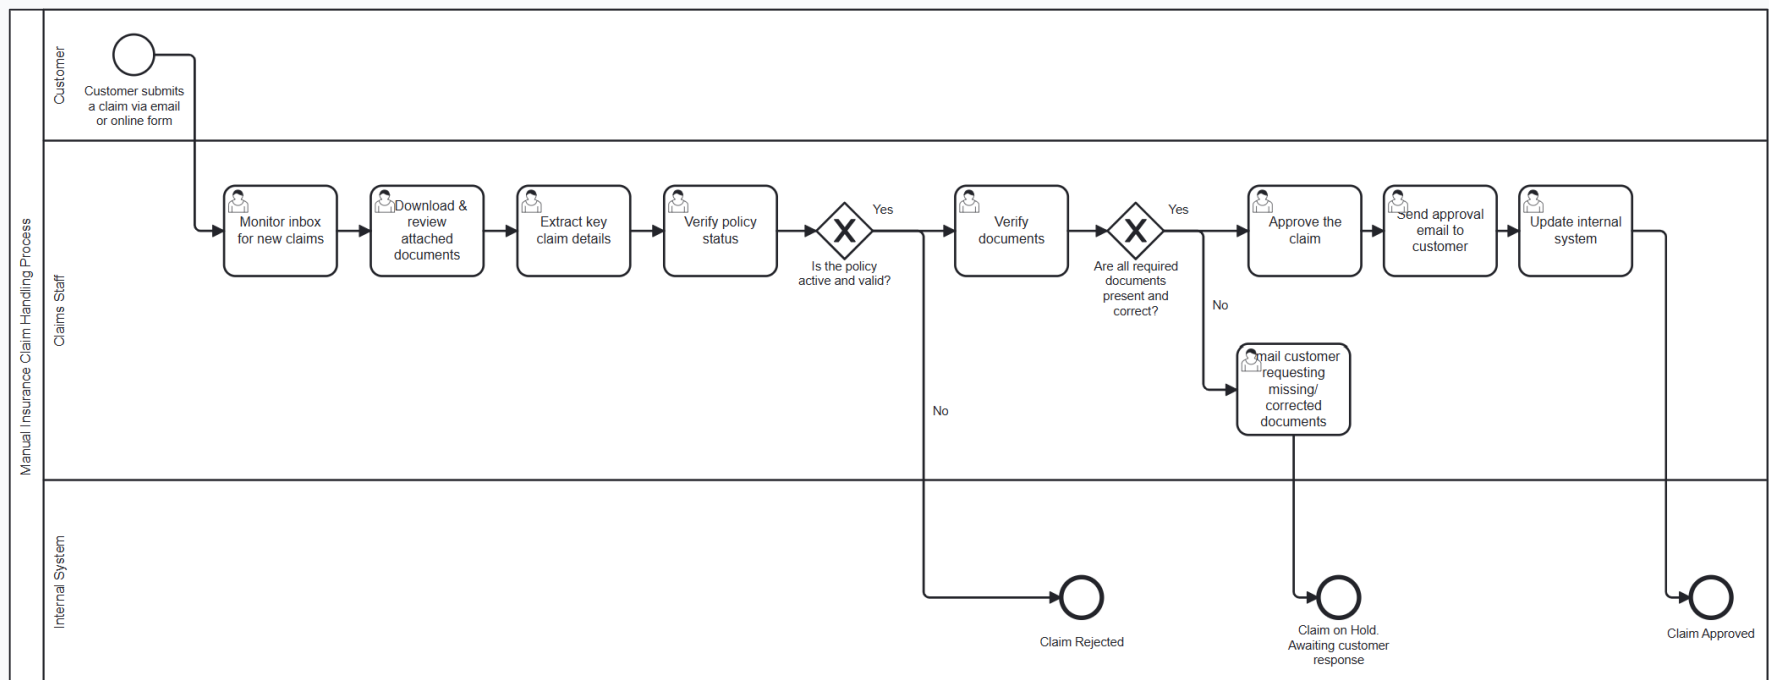 Manual Insurance Claim Handling Process
Customer
Customer submits
a claim via email
or online form
Claims Staff
Monitor inbox
for new claims
Download &
review
attached
documents
Extract key
claim details
Verify policy
status
X
Is the policy
active and valid?
Yes
No
Verify
documents
X
Are all required
documents
present and
correct?
Yes
No
Approve the
claim
Send approval
email to
customer
Update internal
system
mail customer
requesting
missing/
corrected
documents
Internal System
Claim Rejected
Claim on Hold.
Awaiting customer
response
Claim Approved